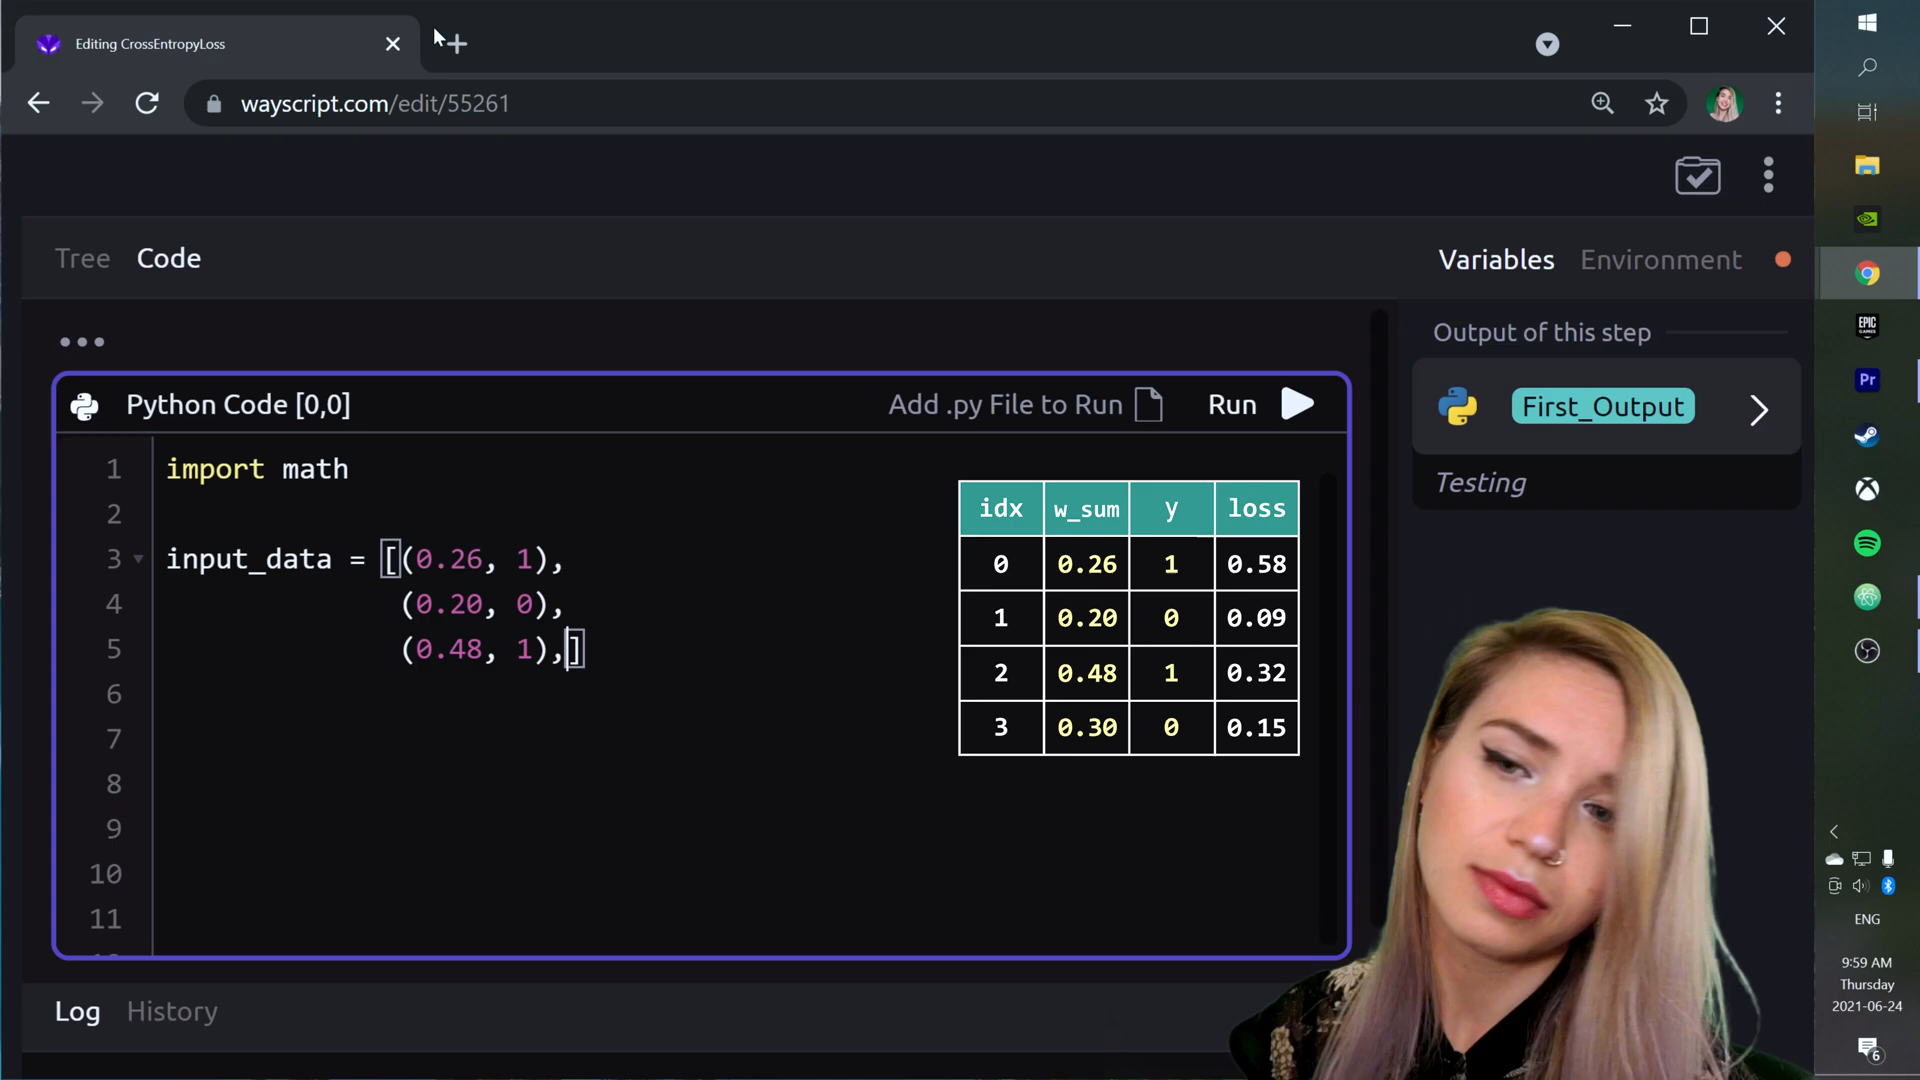 Editing CrossEntropyLoss
wayscript.com/edit/55261
Tree Code
Variables Environment
Output of this step
First_Output
Testing
Python Code [0,0]
Add .py File to Run
Run
1 import math
2
3 input_data = [(0.26, 1),
4 (0.20, 0),
5 (0.48, 1),]
6
7
8
9
10
11
idx w_sum y loss
0 0.26 1 0.58
1 0.20 0 0.09
2 0.48 1 0.32
3 0.30 0 0.15
Log History
EPIC
GAMES
Pr
ENG
9:59 AM
Thursday
2021-06-24
6